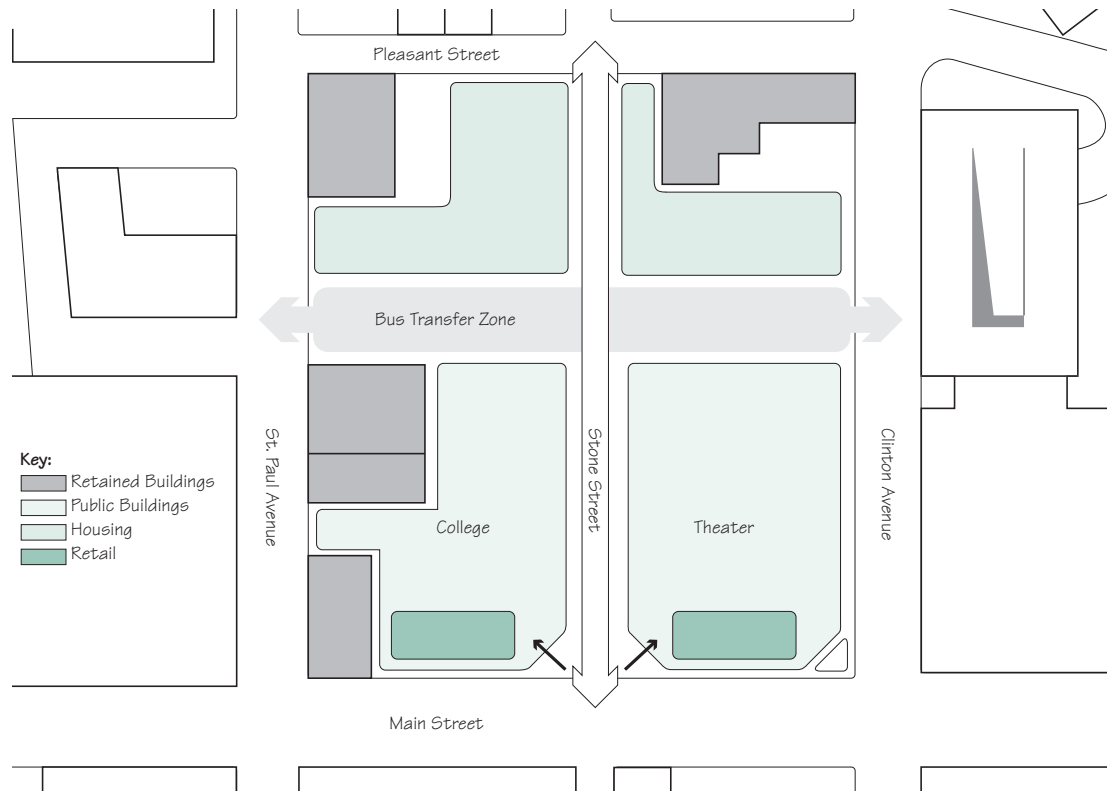 Pleasant Street
Bus Transfer Zone
St. Paul Avenue
Stone Street
Clinton Avenue
Key:
Retained Buildings
Public Buildings
Housing
Retail
College
Theater
Main Street